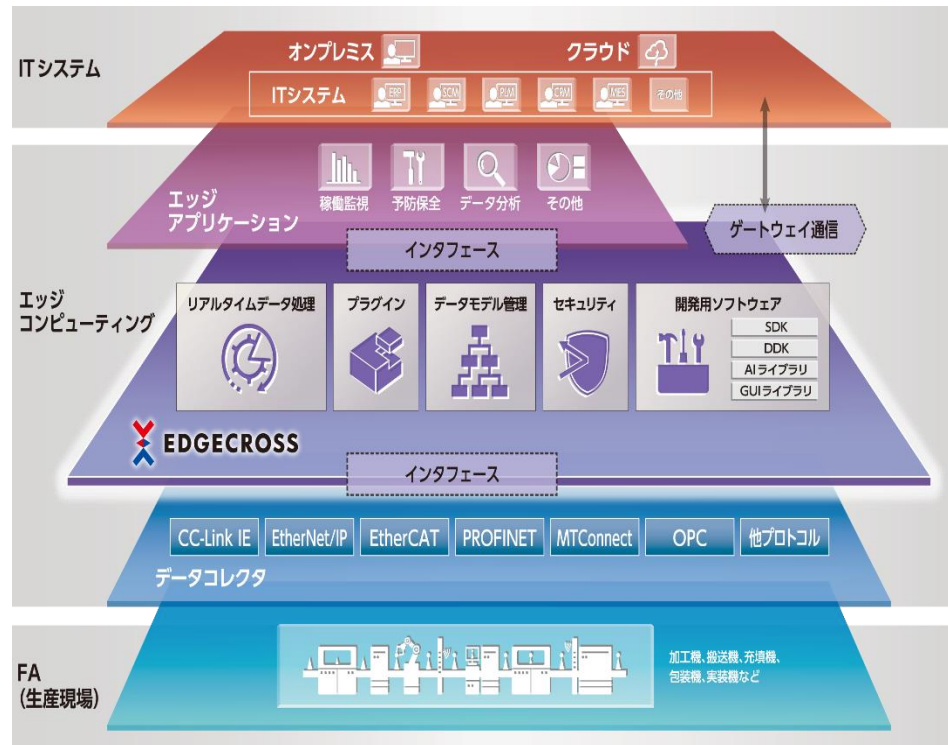 ITシステム
オンプレミス
クラウド
ITシステム
ERP
SCM
PLM
CRM
MES
その他
エッジ
コンピューティング
エッジ
アプリケーション
稼働監視
予防保全
データ分析
その他
インタフェース
ゲートウェイ通信
リアルタイムデータ処理
プラグイン
データモデル管理
セキュリティ
開発用ソフトウェア
SDK
DDK
AIライブラリ
GUIライブラリ
EDGECROSS
インタフェース
CC-Link IE
EtherNet/IP
EtherCAT
PROFINET
MTConnect
OPC
他プロトコル
データコレクタ
FA
(生産現場)
加工機、搬送機、充填機、
包装機、実装機など